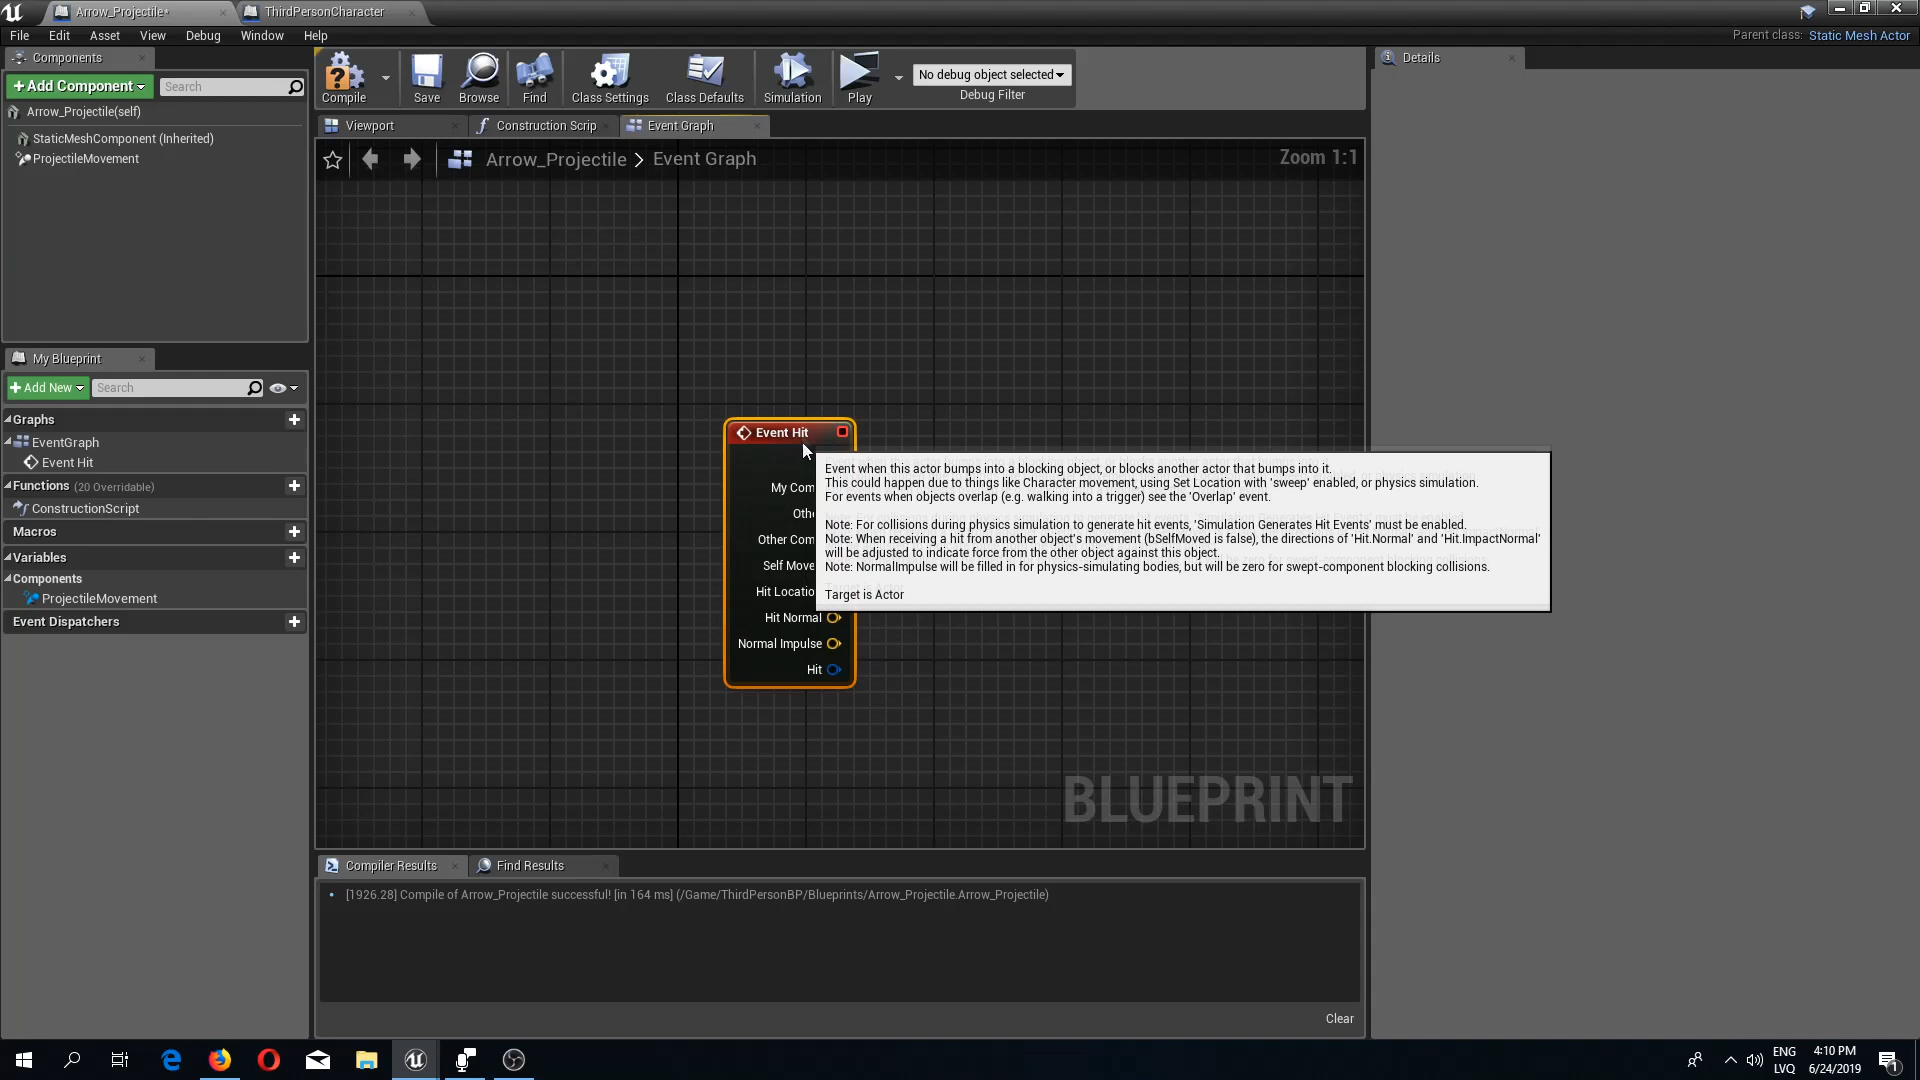 Arrow_Projectile*
ThirdPersonCharacter
File Edit Asset View Debug Window Help
Parent class: Static Mesh Actor
Components
+Add Component
Search
Arrow_Projectile(self)
StaticMeshComponent (Inherited)
ProjectileMovement
Compile
Save
Browse
Find
Class Settings
Class Defaults
Simulation
Play
No debug object selected
Debug Filter
Details
Viewport
Construction Scrip
Event Graph
Arrow_Projectile > Event Graph
Zoom 1:1
My Blueprint
+Add New
Search
Graphs
EventGraph
Event Hit
Functions (20 Overridable)
ConstructionScript
Macros
Variables
Components
ProjectileMovement
Event Dispatchers
Event Hit
My Com
Othe
Other Com
Self Move
Hit Locatio
Hit Normal
Normal Impulse
Hit
Event when this actor bumps into a blocking object, or blocks another actor that bumps into it.
This could happen due to things like Character movement, using Set Location with 'sweep' enabled, or physics simulation.
For events when objects overlap (e.g. walking into a trigger) see the 'Overlap' event.
Note: For collisions during physics simulation to generate hit events, 'Simulation Generates Hit Events' must be enabled.
Note: When receiving a hit from another object's movement (bSelfMoved is false), the directions of 'Hit.Normal' and 'Hit.ImpactNormal'
will be adjusted to indicate force from the other object against this object.
Note: NormalImpulse will be filled in for physics-simulating bodies, but will be zero for swept-component blocking collisions.
Target is Actor
BLUEPRINT
Compiler Results
Find Results
[1926.28] Compile of Arrow_Projectile successful! [in 164 ms] (/Game/ThirdPersonBP/Blueprints/Arrow_Projectile.Arrow_Projectile)
Clear
ENG
LVQ
4:10 PM
6/24/2019
1